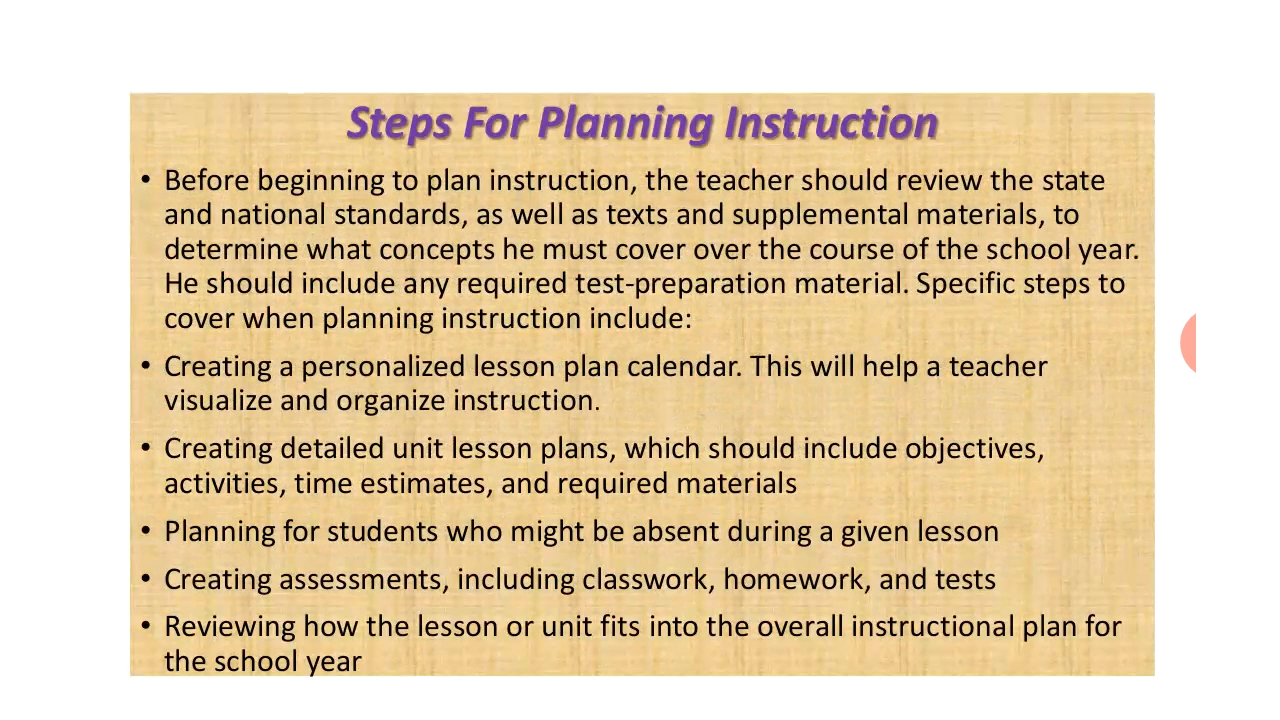 Steps For Planning Instruction
• Before beginning to plan instruction, the teacher should review the state
and national standards, as well as texts and supplemental materials, to
determine what concepts he must cover over the course of the school year.
He should include any required test-preparation material. Specific steps to
cover when planning instruction include:
• Creating a personalized lesson plan calendar. This will help a teacher
visualize and organize instruction.
• Creating detailed unit lesson plans, which should include objectives,
activities, time estimates, and required materials
• Planning for students who might be absent during a given lesson
• Creating assessments, including classwork, homework, and tests
• Reviewing how the lesson or unit fits into the overall instructional plan for
the school year